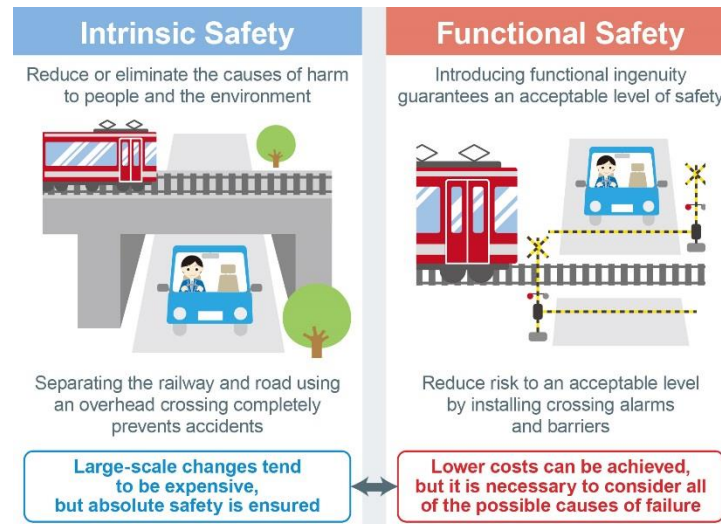 Intrinsic Safety
Reduce or eliminate the causes of harm
to people and the environment
Separating the railway and road using
an overhead crossing completely
prevents accidents
Large-scale changes tend
to be expensive,
but absolute safety is ensured
Functional Safety
Introducing functional ingenuity
guarantees an acceptable level of safety
Reduce risk to an acceptable level
by installing crossing alarms
and barriers
Lower costs can be achieved,
but it is necessary to consider all
of the possible causes of failure